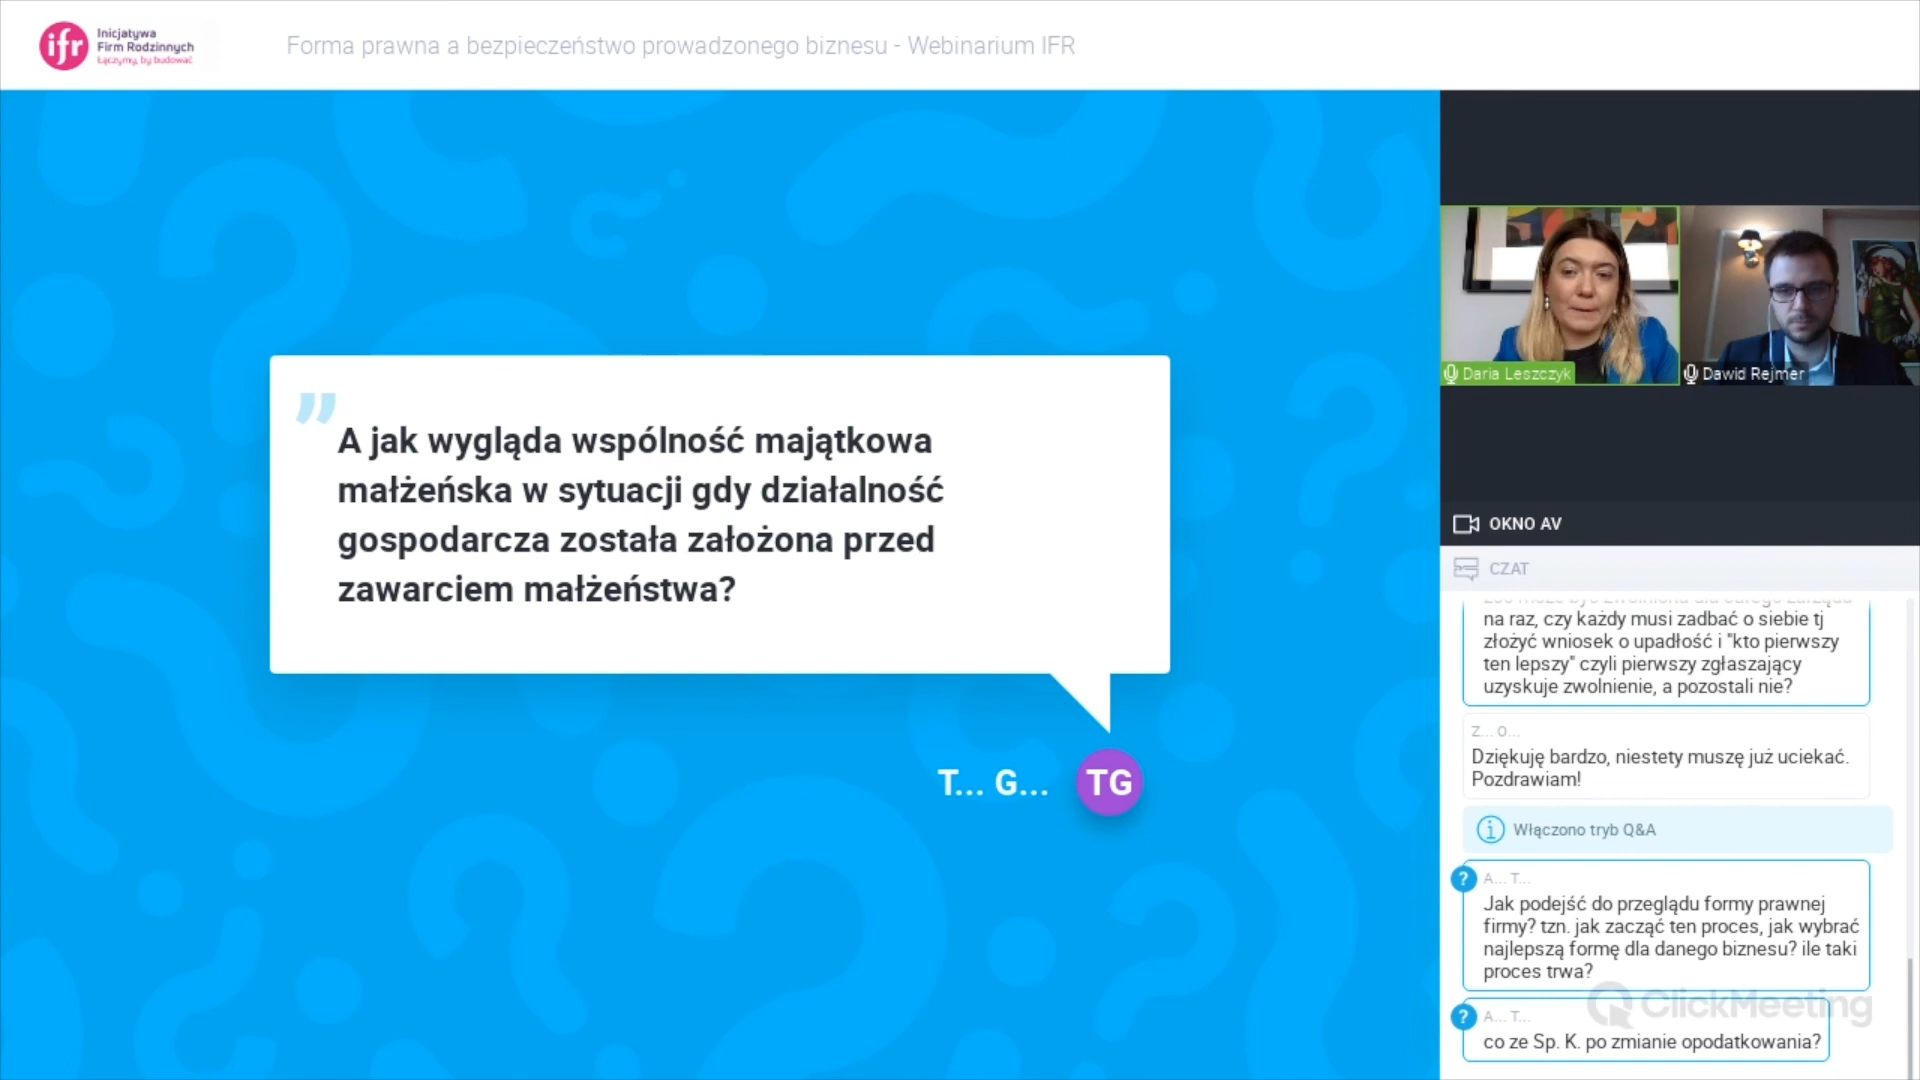 ifr
Inicjatywa
Firm Rodzinnych
Łączymy, by budować
Forma prawna a bezpieczeństwo prowadzonego biznesu - Webinarium IFR
A jak wygląda wspólność majątkowa
małżeńska w sytuacji gdy działalność
gospodarcza została założona przed
zawarciem małżeństwa?
T... G...
TG
Daria Leszczyk
Dawid Rejmer
OKNO AV
CZAT
na raz, czy każdy musi zadbać o siebie tj
złożyć wniosek o upadłość i "kto pierwszy
ten lepszy" czyli pierwszy zgłaszający
uzyskuje zwolnienie, a pozostali nie?
Z... O...
Dziękuję bardzo, niestety muszę już uciekać.
Pozdrawiam!
Włączono tryb Q&A
A... T...
Jak podejść do przeglądu formy prawnej
firmy? tzn. jak zacząć ten proces, jak wybrać
najlepszą formę dla danego biznesu? ile taki
proces trwa?
ClickMeeting
A... T...
co ze Sp. K. po zmianie opodatkowania?